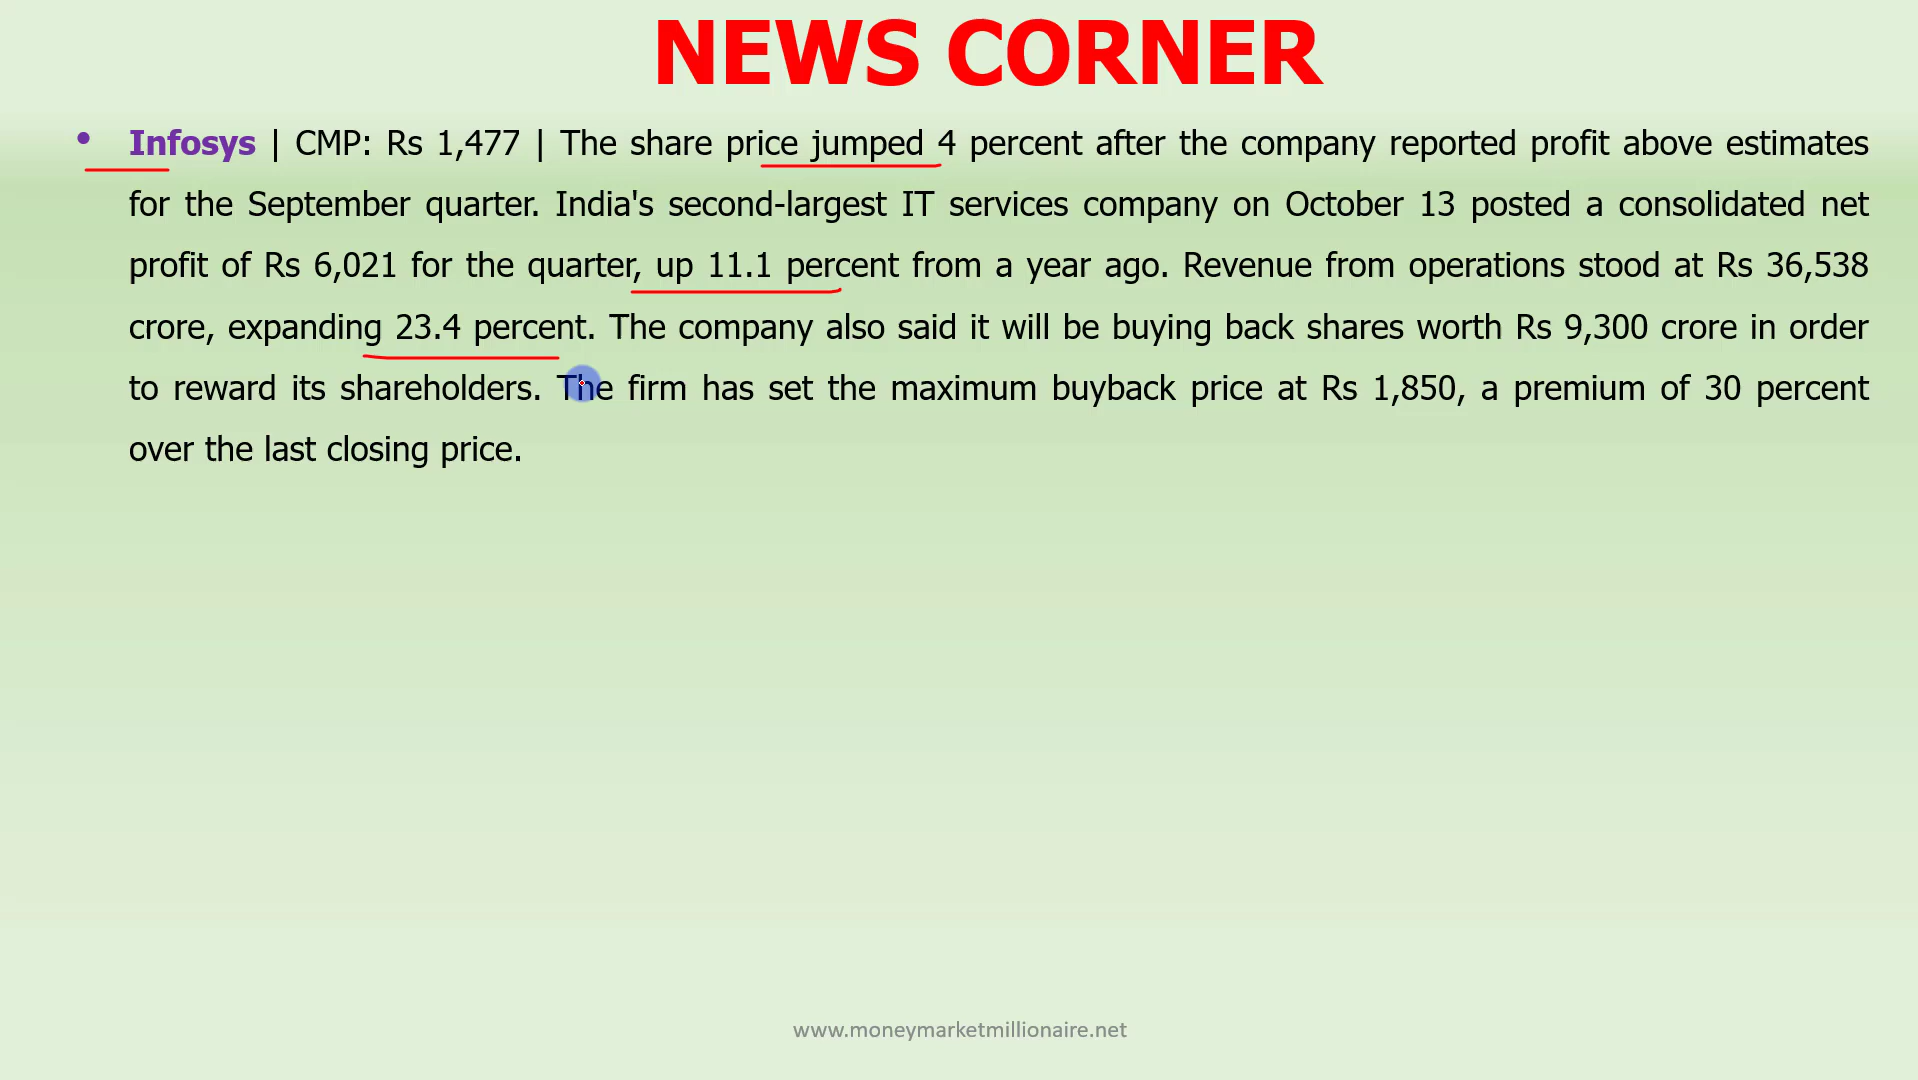 NEWS CORNER
• Infosys | CMP: Rs 1,477 | The share price jumped 4 percent after the company reported profit above estimates
for the September quarter. India's second-largest IT services company on October 13 posted a consolidated net
profit of Rs 6,021 for the quarter, up 11.1 percent from a year ago. Revenue from operations stood at Rs 36,538
crore, expanding 23.4 percent. The company also said it will be buying back shares worth Rs 9,300 crore in order
to reward its shareholders. The firm has set the maximum buyback price at Rs 1,850, a premium of 30 percent
over the last closing price.
www.moneymarketmillionaire.net